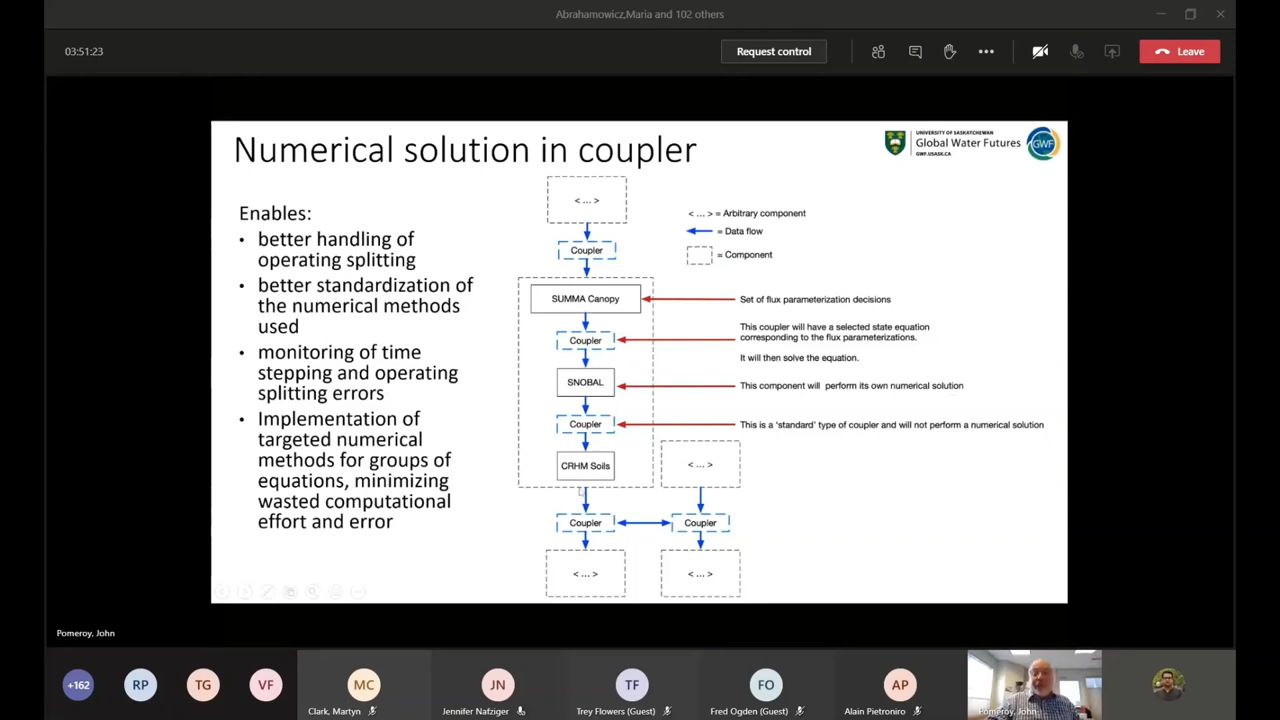 Abrahamowicz,Maria and 102 others
03:51:23
Request control
Leave
Numerical solution in coupler
UNIVERSITY OF SASKATCHEWAN
Global Water Futures
GWF.USASK.CA
GWF
Enables:
• better handling of
operating splitting
• better standardization of
the numerical methods
used
• monitoring of time
stepping and operating
splitting errors
• Implementation of
targeted numerical
methods for groups of
equations, minimizing
wasted computational
effort and error
< ... >
Coupler
SUMMA Canopy
Coupler
SNOBAL
Coupler
CRHM Soils
Coupler
< ... >
< ... >
Coupler
< ... >
< ... > = Arbitrary component
= Data flow
= Component
Set of flux parameterization decisions
This coupler will have a selected state equation
corresponding to the flux parameterizations.
It will then solve the equation.
This component will perform its own numerical solution
This is a 'standard' type of coupler and will not perform a numerical solution
Pomeroy, John
+162
RP
TG
VF
MC
Clark, Martyn
JN
Jennifer Nafziger
TF
Trey Flowers (Guest)
FO
Fred Ogden (Guest)
AP
Alain Pietroniro
Pomeroy, John